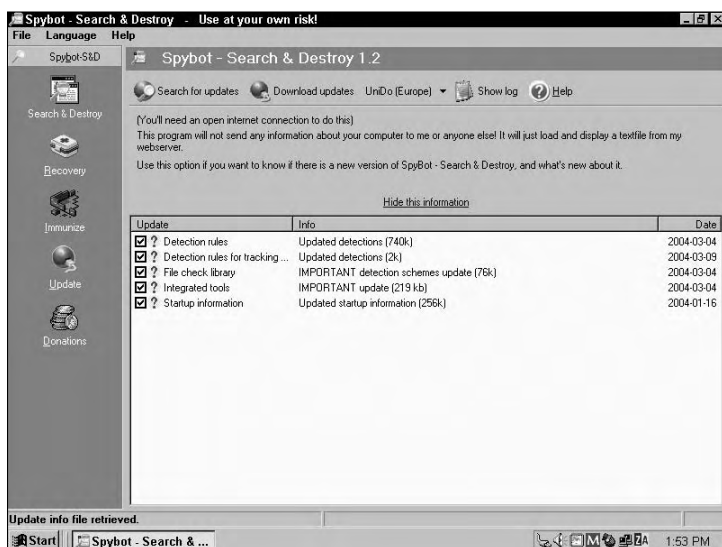 Spybot - Search & Destroy - Use at your own risk!
File Language Help
Spybot-S&D
Spybot - Search & Destroy 1.2
Search for updates Download updates UniDo (Europe) Show log Help
Search & Destroy
Recovery
Immunize
Update
Donations
(You'll need an open internet connection to do this)
This program will not send any information about your computer to me or anyone else! It will just load and display a textfile from my
webserver.
Use this option if you want to know if there is a new version of SpyBot - Search & Destroy, and what's new about it.
Hide this information
Update Info Date
Detection rules Updated detections (740k) 2004-03-04
Detection rules for tracking ... Updated detections (2k) 2004-03-09
File check library IMPORTANT detection schemes update (76k) 2004-03-04
Integrated tools IMPORTANT update (219 kb) 2004-03-04
Startup information Updated startup information (256k) 2004-01-16
Update info file retrieved.
Start Spybot - Search & ... 1:53 PM